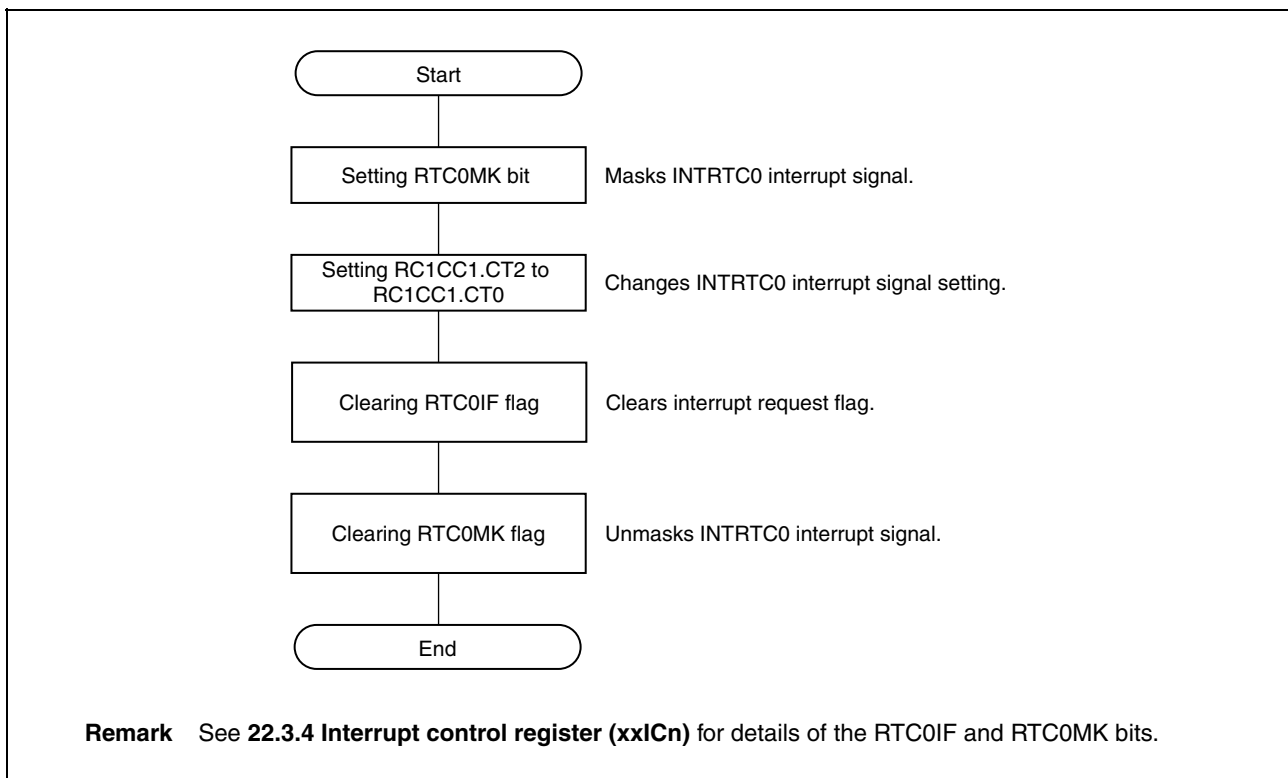 Start
Setting RTC0MK bit
Masks INTRTC0 interrupt signal.
Setting RC1CC1.CT2 to
RC1CC1.CT0
Changes INTRTC0 interrupt signal setting.
Clearing RTC0IF flag
Clears interrupt request flag.
Clearing RTC0MK flag
Unmasks INTRTC0 interrupt signal.
End
Remark See 22.3.4 Interrupt control register (xxICn) for details of the RTC0IF and RTC0MK bits.